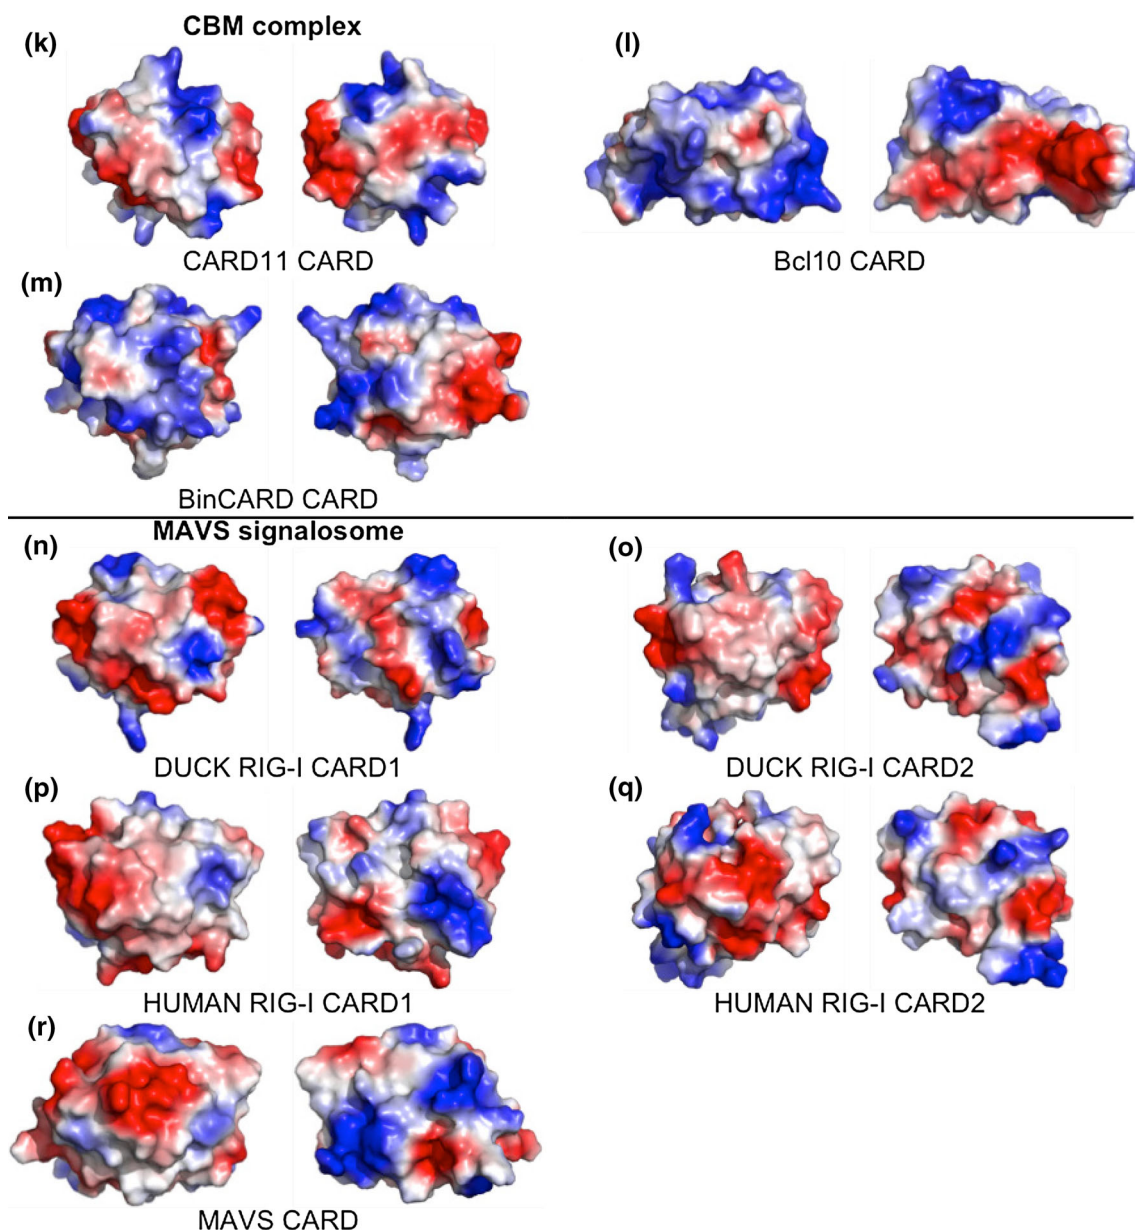 CBM complex
(k)
(l)
CARD11 CARD
Bcl10 CARD
(m)
BinCARD CARD
MAVS signalosome
(n)
(o)
DUCK RIG-I CARD1
DUCK RIG-I CARD2
(p)
(q)
HUMAN RIG-I CARD1
HUMAN RIG-I CARD2
(r)
MAVS CARD